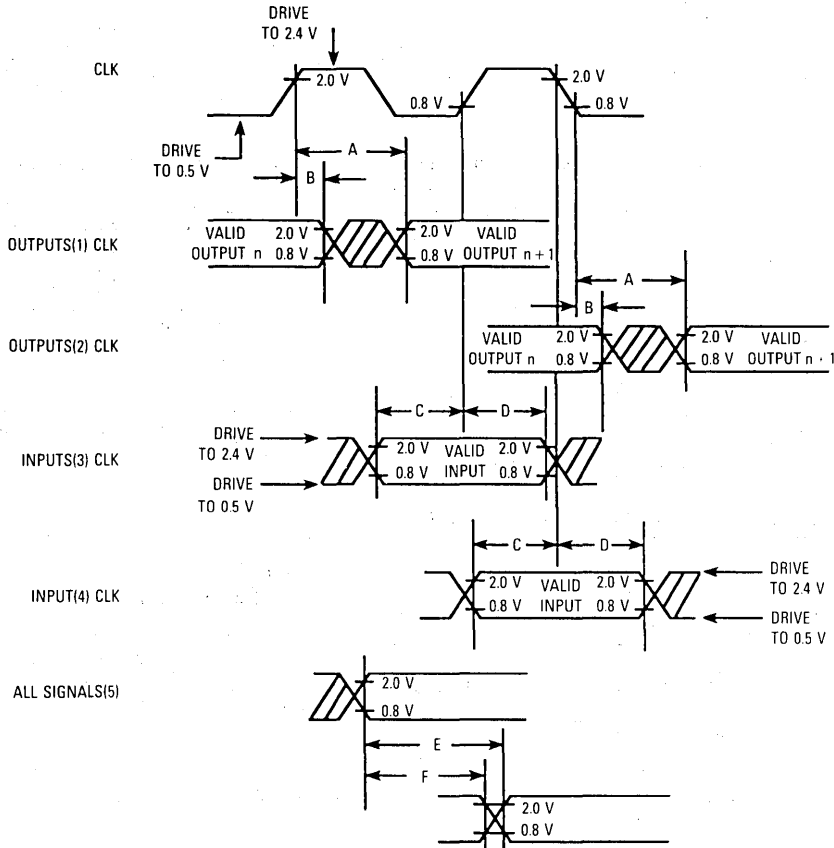 DRIVE
TO 2.4 V
CLK
2.0 V
2.0 V
0.8 V
0.8 V
DRIVE
TO 0.5 V
A
B
OUTPUTS(1) CLK
VALID
OUTPUT n
2.0 V
0.8 V
2.0 V
0.8 V
VALID
OUTPUT n + 1
A
B
OUTPUTS(2) CLK
VALID
OUTPUT n
2.0 V
0.8 V
2.0 V
0.8 V
VALID
OUTPUT n · 1
C
D
INPUTS(3) CLK
DRIVE
TO 2.4 V
DRIVE
TO 0.5 V
2.0 V
0.8 V
VALID
INPUT
2.0 V
0.8 V
C
D
INPUT(4) CLK
2.0 V
0.8 V
VALID
INPUT
2.0 V
0.8 V
DRIVE
TO 2.4 V
DRIVE
TO 0.5 V
ALL SIGNALS(5)
2.0 V
0.8 V
E
F
2.0 V
0.8 V